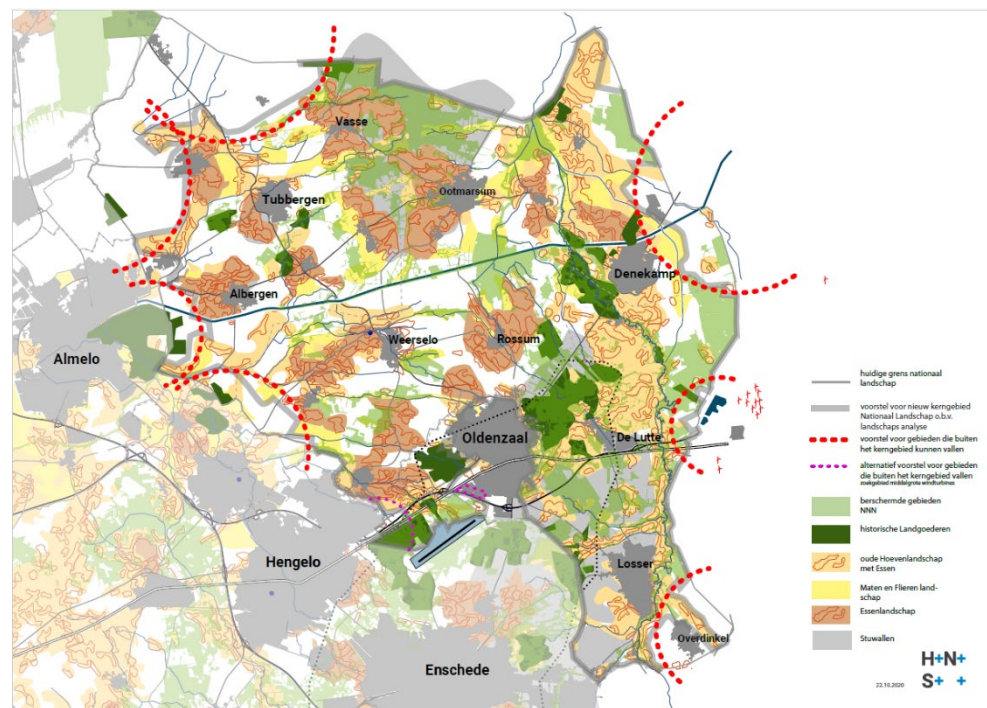 Vasse
Ootmarsum
Tubbergen
Denekamp
Albergen
Weerselo
Rossum
Almelo
Oldenzaal
De Lutte
Hengelo
Losser
Overdinkel
Enschede
huidige grens nationaal
landschap
voorstel voor nieuw kerngebied
Nationaal Landschap o.b.v.
landschaps analyse
voorstel voor gebieden die buiten
het kerngebied kunnen vallen
alternatief voorstel voor gebieden
die buiten het kerngebied vallen
zoekgebied middelgrote windturbines
berschermde gebieden
NNN
historische Landgoederen
oude Hoevenlandschap
met Essen
Maten en Flieren land-
schap
Essenlandschap
Stuwallen
22.10.2020
H+N+
S+ +